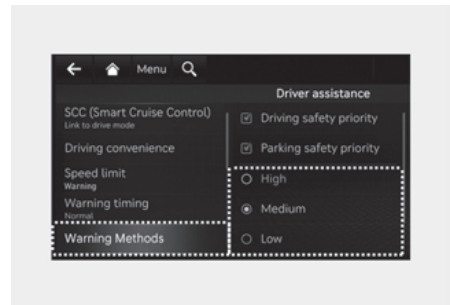 Menu
Driver assistance
SCC (Smart Cruise Control)
Link to drive mode
Driving convenience
Speed limit
Warning
Warning timing
Normal
Warning Methods
Driving safety priority
Parking safety priority
High
Medium
Low